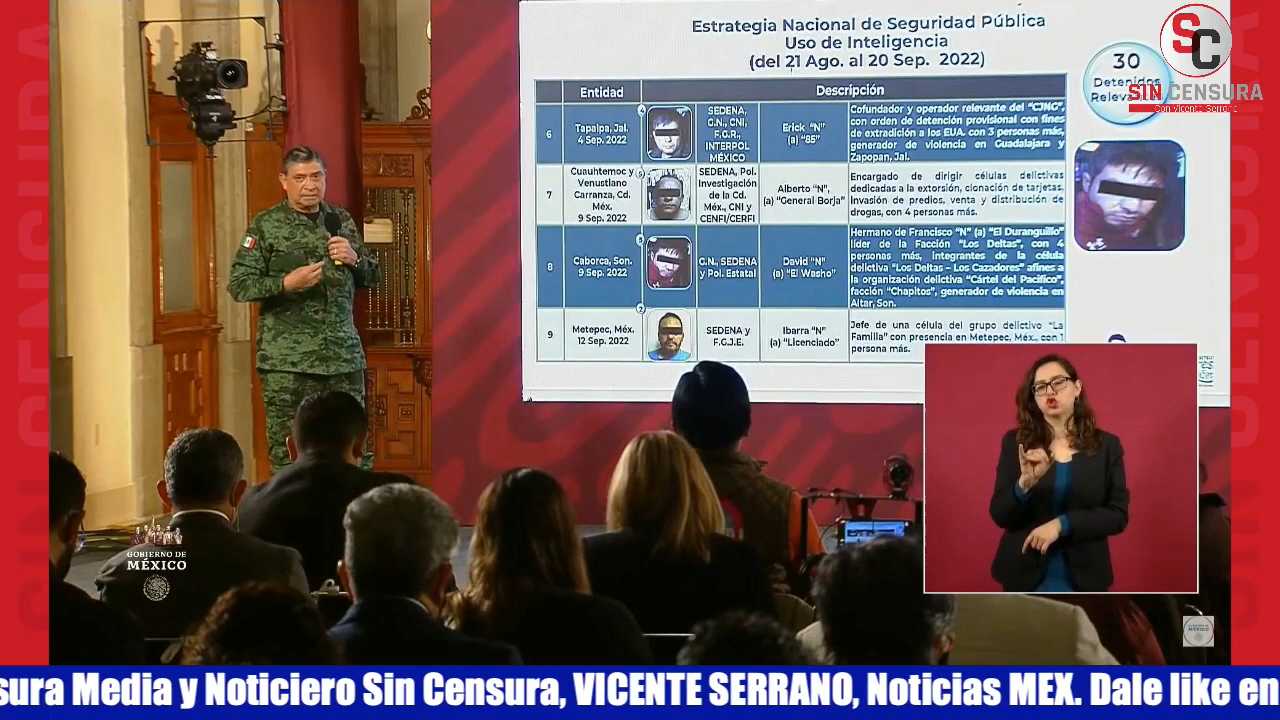 Estrategia Nacional de Seguridad Pública
Uso de Inteligencia
(del 21 Ago. al 20 Sep. 2022)
30
Detenidos
Relev
SC
SIN CENSURA
Con Vicente Serrano
Entidad
Descripción
6
Tapalpa, Jal.
4 Sep. 2022
SEDENA,
G.N., CNI,
F.G.R.,
INTERPOL
MÉXICO
Erick "N"
(a) "85"
Cofundador y operador relevante del "CJNG",
con orden de detención provisional con fines
de extradición a los EUA. con 3 personas más,
generador de violencia en Guadalajara y
Zapopan, Jal.
7
Cuauhtemoc y
Venustiano
Carranza, Cd.
Méx.
9 Sep. 2022
SEDENA, Pol.
Investigación
de la Cd.
Méx., CNI y
CENFI/CERFI
Alberto "N",
(a) "General Borja"
Encargado de dirigir células delictivas
dedicadas a la extorsión, clonación de tarjetas,
invasión de predios, venta y distribución de
drogas, con 4 personas más.
8
Caborca, Son.
9 Sep. 2022
G.N., SEDENA
y Pol. Estatal
David "N"
(a) "El Washo"
Hermano de Francisco "N" (a) "El Duranguillo"
líder de la Facción "Los Deltas", con 4
personas más, integrantes de la célula
delictiva "Los Deltas – Los Cazadores" afines a
la organización delictiva "Cártel del Pacífico",
facción "Chapitos", generador de violencia en
Altar, Son.
9
Metepec, Méx.
12 Sep. 2022
SEDENA y
F.G.J.E.
Ibarra "N"
(a) "Licenciado"
Jefe de una célula del grupo delictivo "La
Familia" con presencia en Metepec, Méx., con 1
persona más.
GOBIERNO DE
MÉXICO
sura Media y Noticiero Sin Censura, VICENTE SERRANO, Noticias MEX. Dale like en